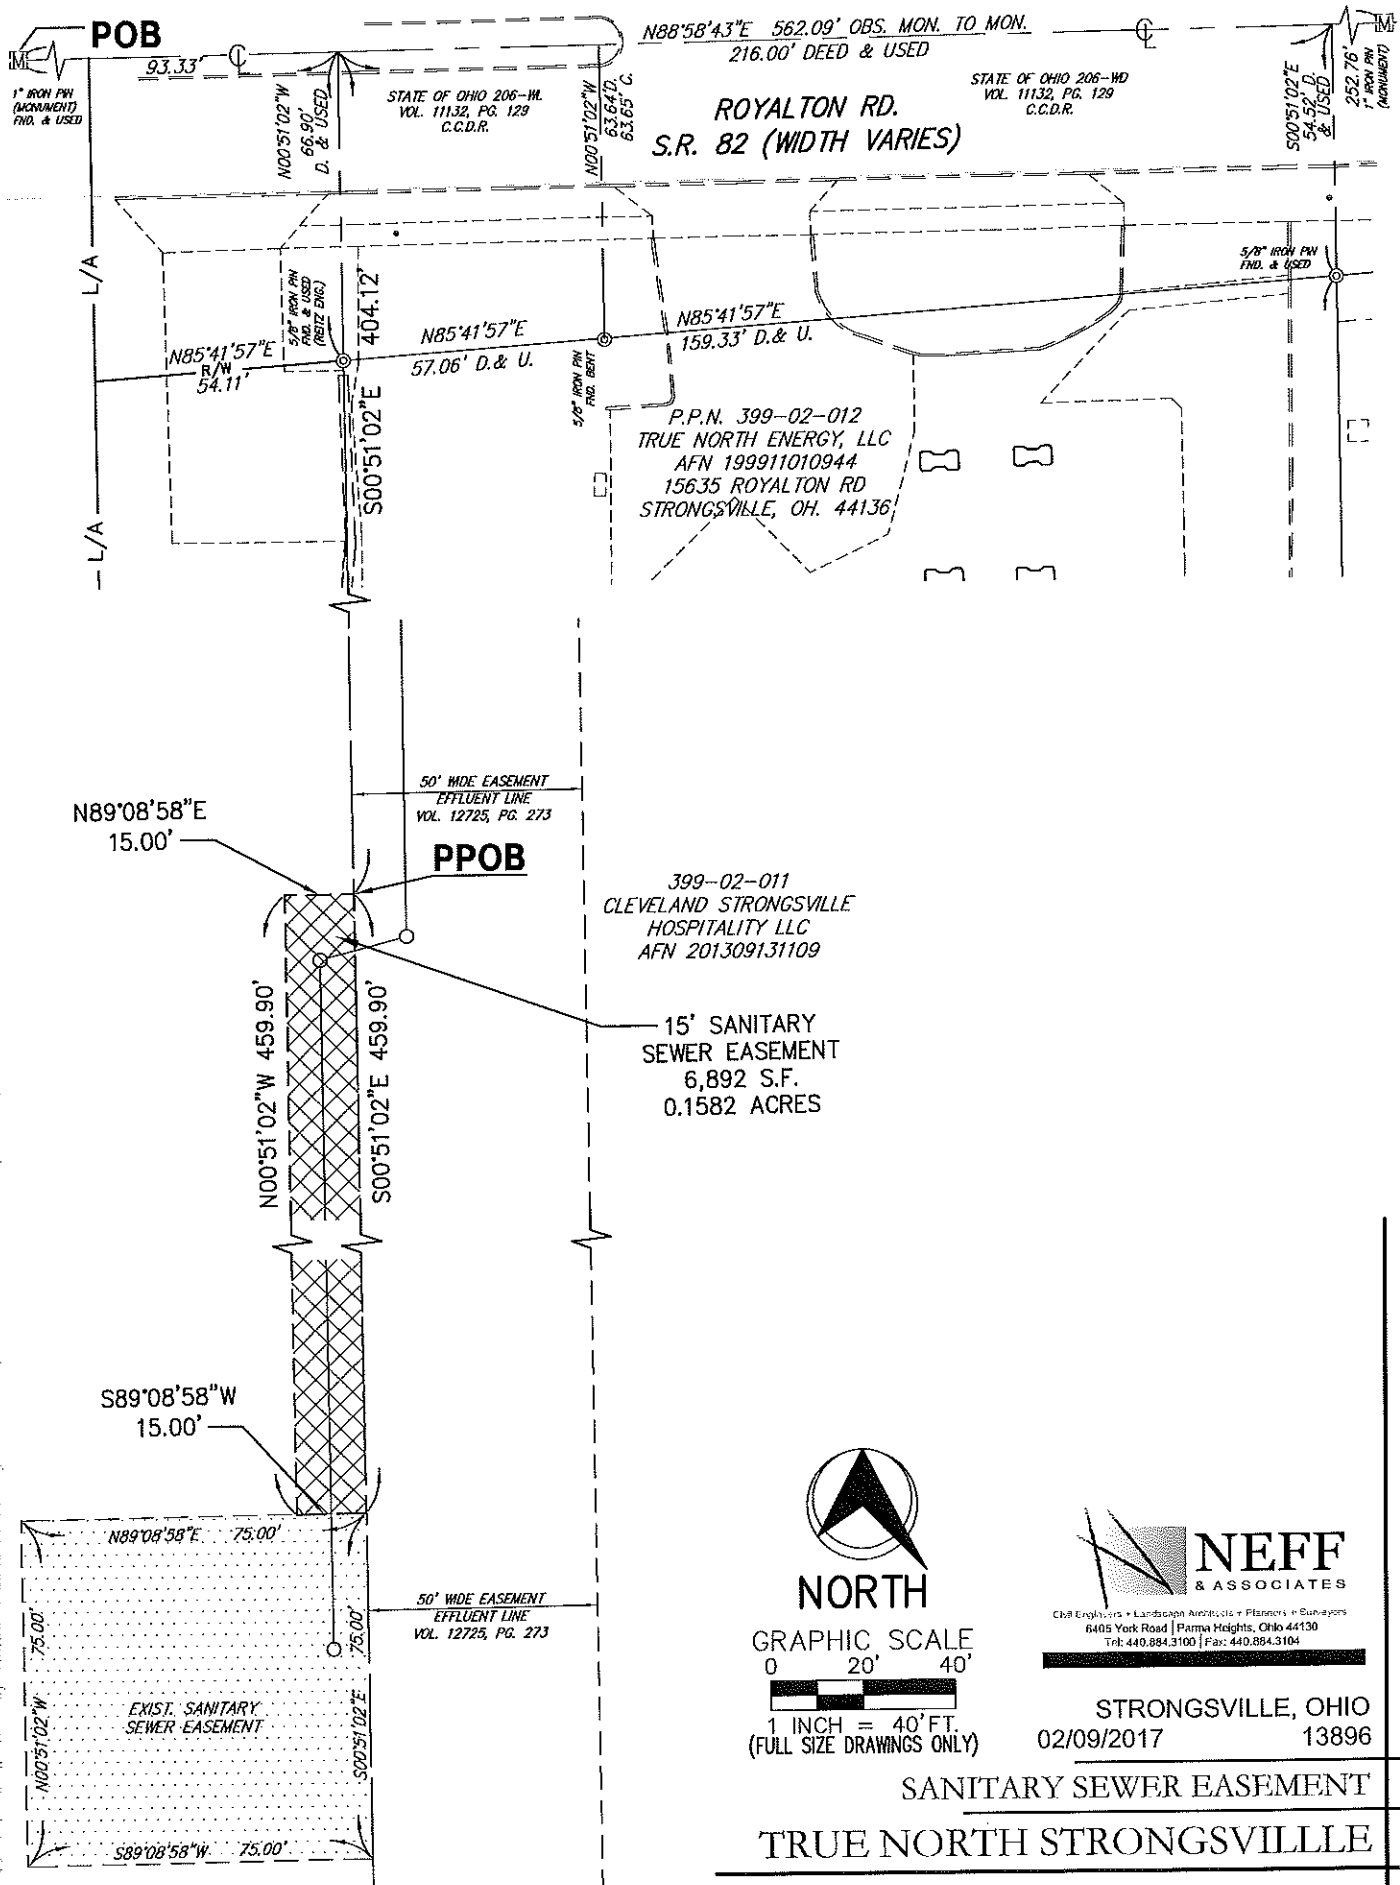 POB
93.33'
℄
1" IRON PIN
(MONUMENT)
FND. & USED
N88°58'43"E 562.09' OBS. MON. TO MON.
216.00' DEED & USED
℄
252.76'
1" IRON PIN
(MONUMENT)
N00°51'02"W
66.90'
D. & USED
STATE OF OHIO 206-WL
VOL. 11132, PG. 129
C.C.D.R.
N00°51'02"W
63.64'D.
63.65' C.
ROYALTON RD.
S.R. 82 (WIDTH VARIES)
STATE OF OHIO 206-WD
VOL. 11132, PG. 129
C.C.D.R.
S00°51'02"E
54.52' D.
& USED
L/A
L/A
N85°41'57"E
R/W
54.11'
5/8" IRON PIN
FND. & USED
(REITZ ENG.)
404.12'
S00°51'02"E
N85°41'57"E
57.06' D.& U.
5/8" IRON PIN
FND. BENT
N85°41'57"E
159.33' D.& U.
5/8" IRON PIN
FND. & USED
P.P.N. 399-02-012
TRUE NORTH ENERGY, LLC
AFN 199911010944
15635 ROYALTON RD
STRONGSVILLE, OH. 44136
50' WIDE EASEMENT
EFFLUENT LINE
VOL. 12725, PG. 273
N89°08'58"E
15.00'
PPOB
399-02-011
CLEVELAND STRONGSVILLE
HOSPITALITY LLC
AFN 201309131109
N00°51'02"W 459.90'
S00°51'02"E 459.90'
15' SANITARY
SEWER EASEMENT
6,892 S.F.
0.1582 ACRES
S89°08'58"W
15.00'
N89°08'58"E 75.00'
N00°51'02"W 75.00'
S00°51'02"E 75.00'
EXIST. SANITARY
SEWER EASEMENT
S89°08'58"W 75.00'
50' WIDE EASEMENT
EFFLUENT LINE
VOL. 12725, PG. 273
NORTH
GRAPHIC SCALE
0 20' 40'
1 INCH = 40'FT.
(FULL SIZE DRAWINGS ONLY)
NEFF
& ASSOCIATES
Civil Engineers + Landscape Architects + Planners + Surveyors
6405 York Road | Parma Heights, Ohio 44130
Tel: 440.884.3100 | Fax: 440.884.3104
STRONGSVILLE, OHIO
02/09/2017 13896
SANITARY SEWER EASEMENT
TRUE NORTH STRONGSVILLLE